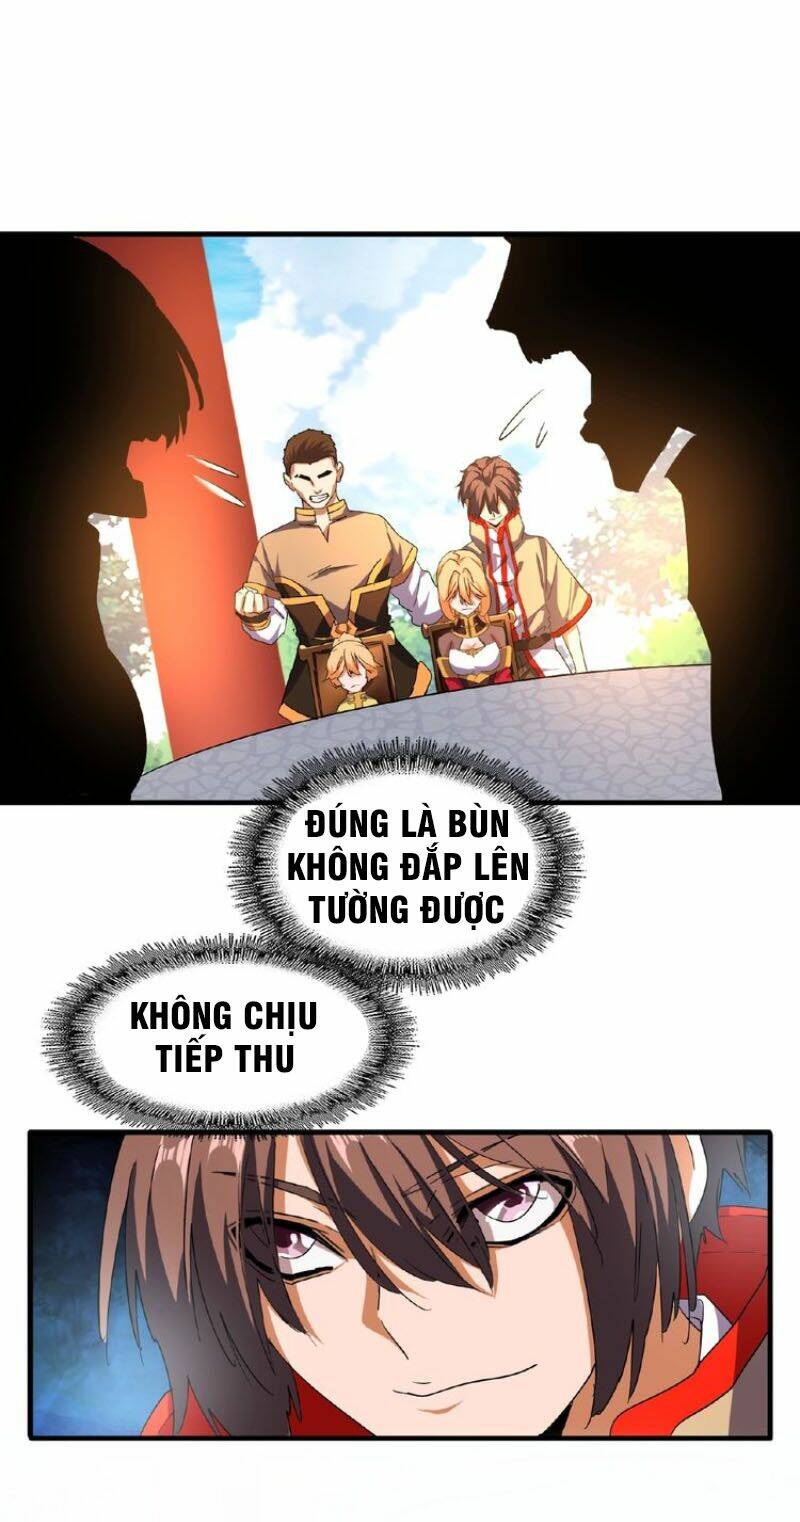 ĐÚNG LÀ BÙN
KHÔNG ĐẮP LÊN
TƯỜNG ĐƯỢC
KHÔNG CHỊU
TIẾP THU